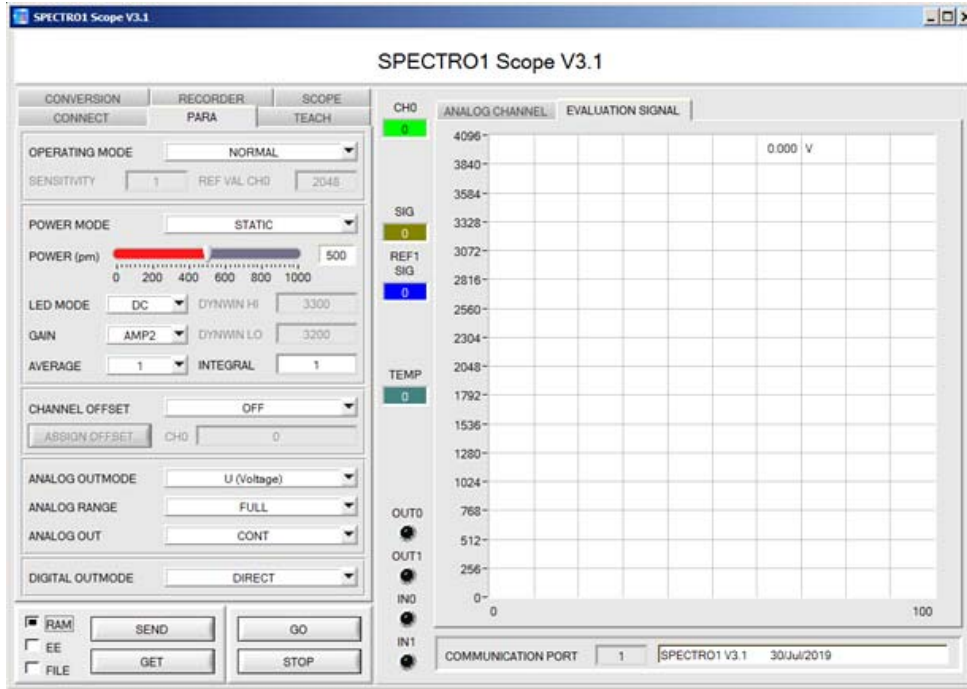 SPECTRO1 Scope V3.1
SPECTRO1 Scope V3.1
CONVERSION RECORDER SCOPE
CONNECT PARA TEACH
OPERATING MODE NORMAL
SENSITIVITY 1 REF VAL CH0 2048
POWER MODE STATIC
POWER (pm) 500
0 200 400 600 800 1000
LED MODE DC DYNWIN HI 3300
GAIN AMP2 DYNWIN LO 3200
AVERAGE 1 INTEGRAL 1
CHANNEL OFFSET OFF
ASSIGN OFFSET CH0 0
ANALOG OUTMODE U (Voltage)
ANALOG RANGE FULL
ANALOG OUT CONT
DIGITAL OUTMODE DIRECT
RAM
EE
FILE
SEND GO
GET STOP
CH0
0
SIG
0
REF1
SIG
0
TEMP
0
OUT0
OUT1
IN0
IN1
ANALOG CHANNEL EVALUATION SIGNAL
0.000 V
4096
3840
3584
3328
3072
2816
2560
2304
2048
1792
1536
1280
1024
768
512
256
0
0 100
COMMUNICATION PORT 1 SPECTRO1 V3.1 30/Jul/2019